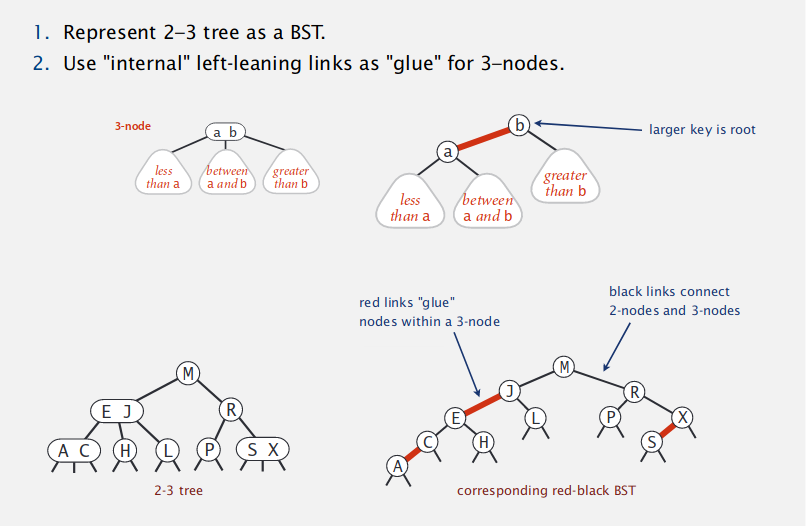 1. Represent 2–3 tree as a BST.
2. Use "internal" left-leaning links as "glue" for 3–nodes.
3-node
a b
less
than a
between
a and b
greater
than b
b
larger key is root
a
less
than a
between
a and b
greater
than b
red links "glue"
nodes within a 3-node
black links connect
2-nodes and 3-nodes
M
E J
R
A C
H
L
P
S X
2-3 tree
M
J
R
E
L
P
X
C
H
S
A
corresponding red-black BST